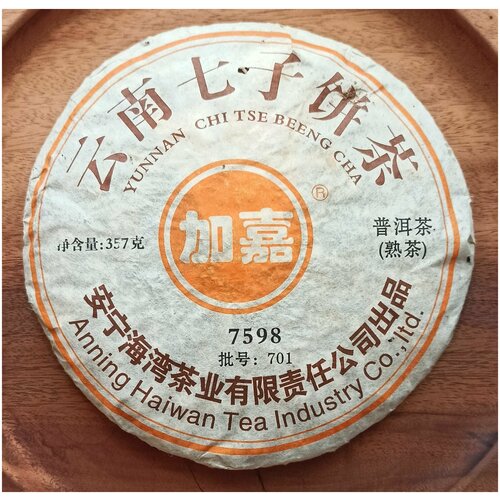 云南七子饼茶
YUNNAN CHI TSE BEENG CHA
加嘉
®
净含量:357克
普洱茶
(熟茶)
7598
批号: 701
安宁海湾茶业有限责任公司出品
Anning Haiwan Tea Industry Co.,ltd.